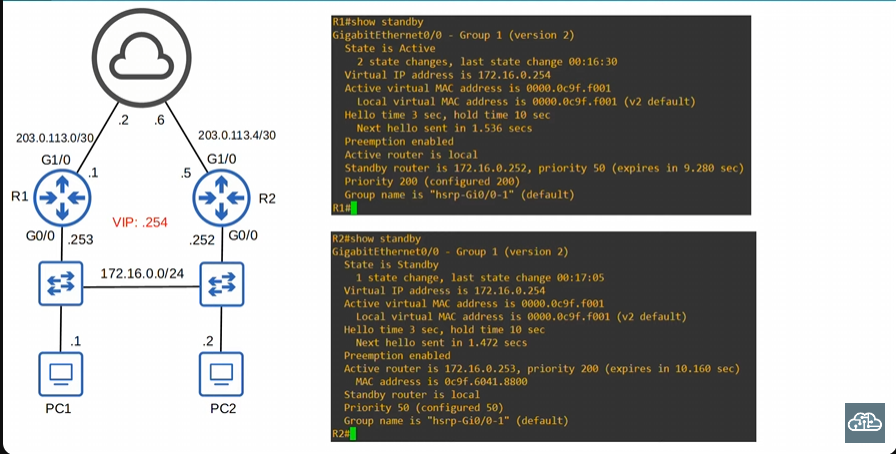 .2
.6
203.0.113.0/30
203.0.113.4/30
G1/0
G1/0
.1
.5
R1
R2
VIP: .254
G0/0
.253
.252
G0/0
172.16.0.0/24
.1
.2
PC1
PC2
R1#show standby
GigabitEthernet0/0 - Group 1 (version 2)
State is Active
2 state changes, last state change 00:16:30
Virtual IP address is 172.16.0.254
Active virtual MAC address is 0000.0c9f.f001
Local virtual MAC address is 0000.0c9f.f001 (v2 default)
Hello time 3 sec, hold time 10 sec
Next hello sent in 1.536 secs
Preemption enabled
Active router is local
Standby router is 172.16.0.252, priority 50 (expires in 9.280 sec)
Priority 200 (configured 200)
Group name is "hsrp-Gi0/0-1" (default)
R1#
R2#show standby
GigabitEthernet0/0 - Group 1 (version 2)
State is Standby
1 state change, last state change 00:17:05
Virtual IP address is 172.16.0.254
Active virtual MAC address is 0000.0c9f.f001
Local virtual MAC address is 0000.0c9f.f001 (v2 default)
Hello time 3 sec, hold time 10 sec
Next hello sent in 1.472 secs
Preemption enabled
Active router is 172.16.0.253, priority 200 (expires in 10.160 sec)
MAC address is 0c9f.6041.8800
Standby router is local
Priority 50 (configured 50)
Group name is "hsrp-Gi0/0-1" (default)
R2#